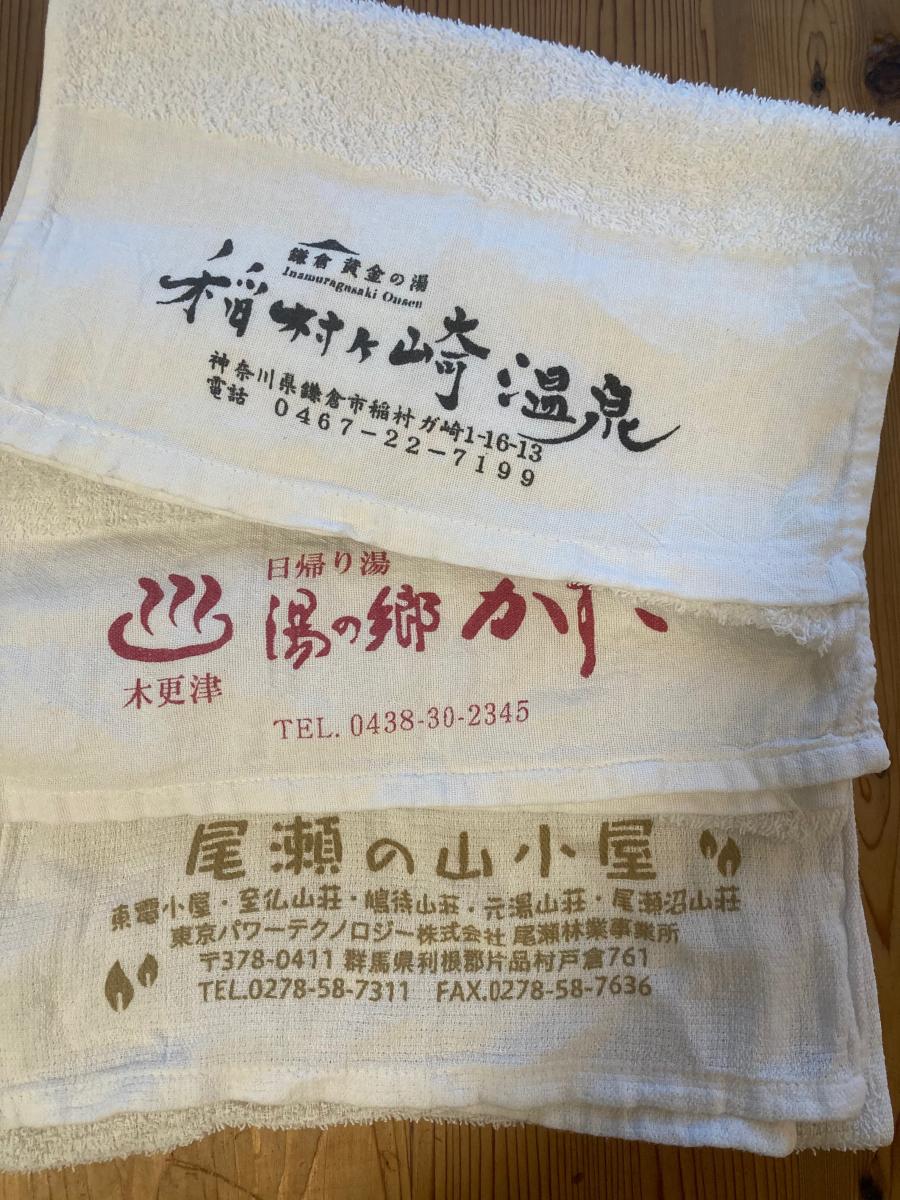 鎌倉 黄金の湯
Inamuragasaki Onsen
稲村ヶ崎温泉
神奈川県鎌倉市稲村ガ崎1-16-13
電話 0467-22-7199
日帰り湯
湯の郷 かず
木更津
TEL. 0438-30-2345
尾瀬の山小屋
東電小屋・至仏山荘・鳩待山荘・元湯山荘・尾瀬沼山荘
東京パワーテクノロジー株式会社 尾瀬林業事業所
〒378-0411 群馬県利根郡片品村戸倉761
TEL.0278-58-7311 FAX.0278-58-7636